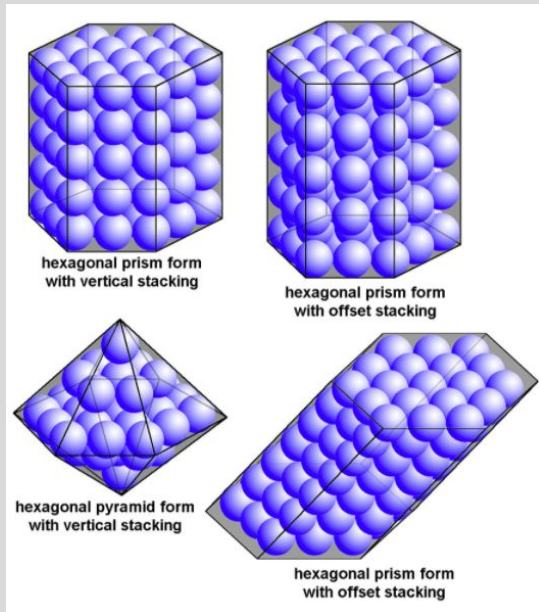 hexagonal prism form
with vertical stacking
hexagonal prism form
with offset stacking
hexagonal pyramid form
with vertical stacking
hexagonal prism form
with offset stacking